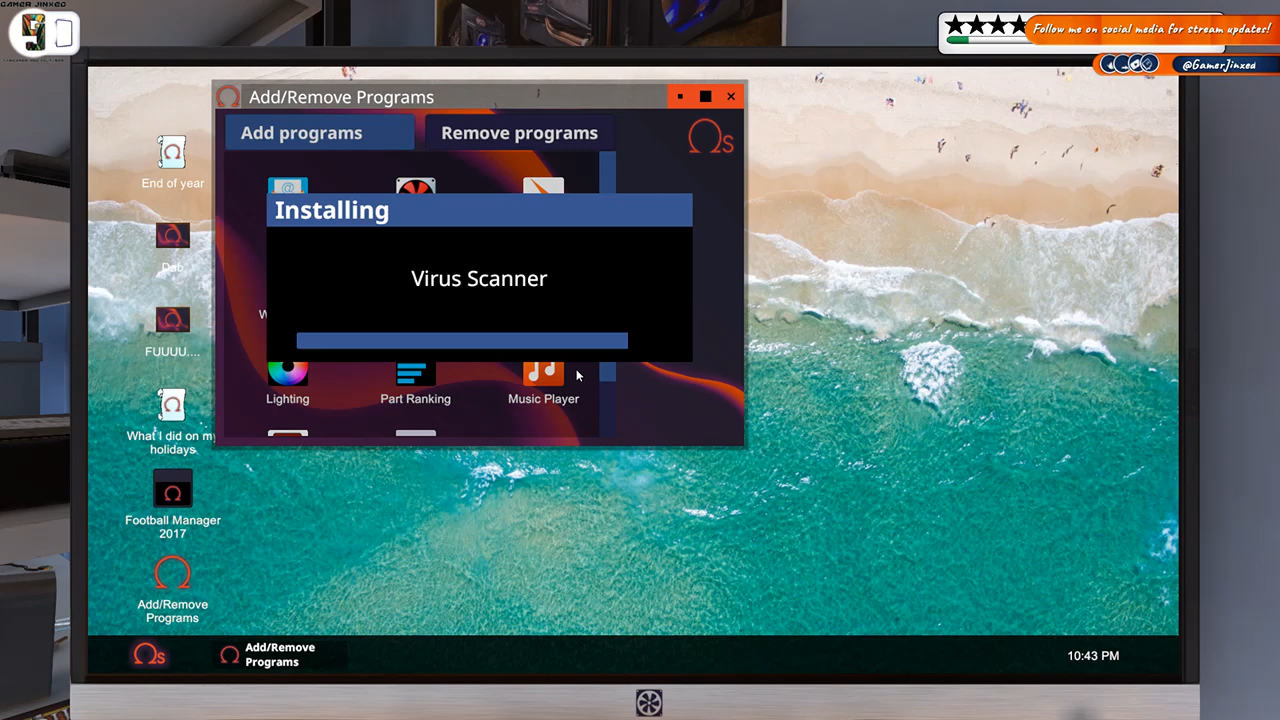 GAMER JINXED
Follow me on social media for stream updates!
@GamerJinxed
Add/Remove Programs
Add programs
Remove programs
Installing
Virus Scanner
W
Lighting
Part Ranking
Music Player
End of year
Dab
FUUUU....
What I did on my
holidays
Football Manager
2017
Add/Remove
Programs
Add/Remove
Programs
10:43 PM